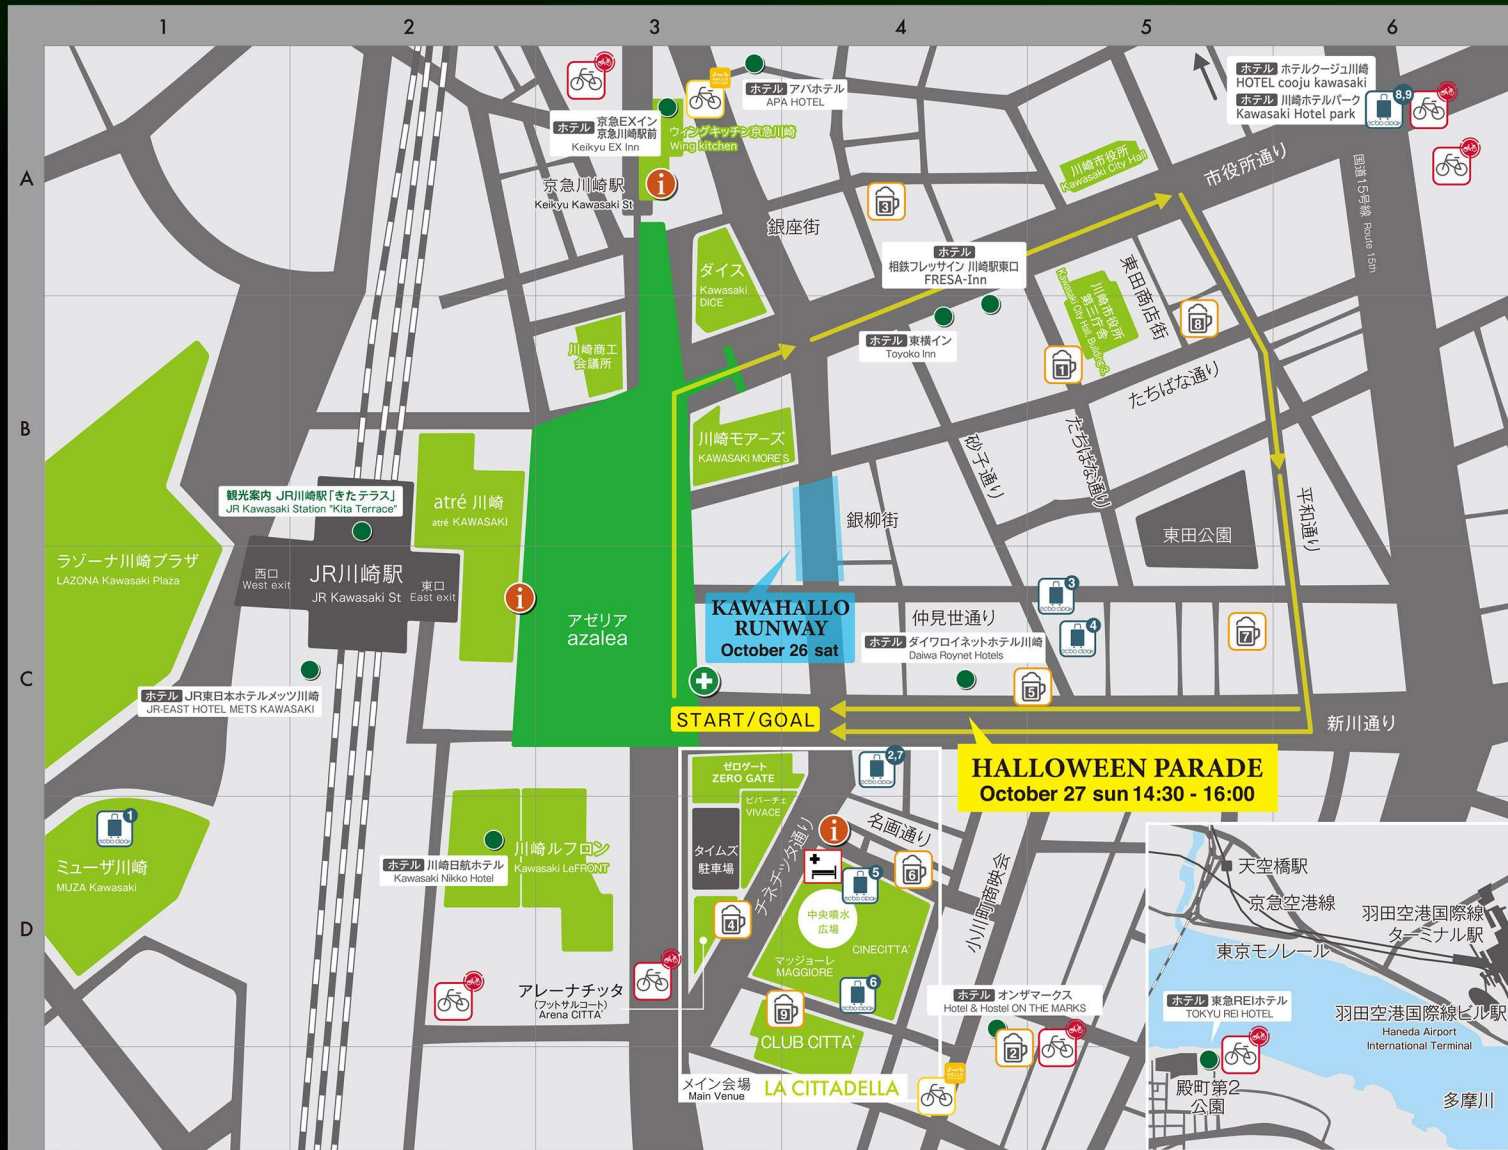 1
2
3
4
5
6
A
B
C
D
ホテル アパホテル
APA HOTEL
ホテル 京急EXイン
京急川崎駅前
Keikyu EX Inn
ウィングキッチン京急川崎
Wing kitchen
京急川崎駅
Keikyu Kawasaki St
銀座街
3
川崎市役所
Kawasaki City Hall
市役所通り
ホテル ホテルクージュ川崎
HOTEL cooju kawasaki
ホテル 川崎ホテルパーク
Kawasaki Hotel park
8,9
ecbo cloak
国道15号線 Route 15th
ダイス
Kawasaki
DICE
ホテル
相鉄フレッサイン 川崎駅東口
FRESA-Inn
ホテル 東横イン
Toyoko Inn
川崎市役所
第三庁舎
Kawasaki City Hall, Building 3
東田商店街
8
1
川崎商工
会議所
たちばな通り
川崎モアーズ
KAWASAKI MORE'S
砂子通り
たちばな通り
観光案内 JR川崎駅「きたテラス」
JR Kawasaki Station "Kita Terrace"
atré 川崎
atré KAWASAKI
銀柳街
東田公園
平和通り
ラゾーナ川崎プラザ
LAZONA Kawasaki Plaza
西口
West exit
JR川崎駅
JR Kawasaki St
東口
East exit
アゼリア
azalea
KAWAHALLO
RUNWAY
October 26 sat
仲見世通り
3
ecbo cloak
4
ecbo cloak
7
ホテル ダイワロイネットホテル川崎
Daiwa Roynet Hotels
5
ホテル JR東日本ホテルメッツ川崎
JR-EAST HOTEL METS KAWASAKI
START/GOAL
新川通り
HALLOWEEN PARADE
October 27 sun 14:30 - 16:00
ゼロゲート
ZERO GATE
ビバーチェ
VIVACE
2,7
ecbo cloak
1
ecbo cloak
ミューザ川崎
MUZA Kawasaki
ホテル 川崎日航ホテル
Kawasaki Nikko Hotel
川崎ルフロン
Kawasaki LeFRONT
タイムズ
駐車場
チネチッタ通り
名画通り
5
ecbo cloak
6
4
中央噴水
広場
CINECITTA'
マッジョーレ
MAGGIORE
小川町商映会
6
ecbo cloak
9
アレーナチッタ
(フットサルコート)
Arena CITTA'
CLUB CITTA'
ホテル オンザマークス
Hotel & Hostel ON THE MARKS
2
メイン会場
Main Venue
LA CITTADELLA
天空橋駅
京急空港線
東京モノレール
羽田空港国際線
ターミナル駅
ホテル 東急REIホテル
TOKYU REI HOTEL
羽田空港国際線ビル駅
Haneda Airport
International Terminal
殿町第2
公園
多摩川